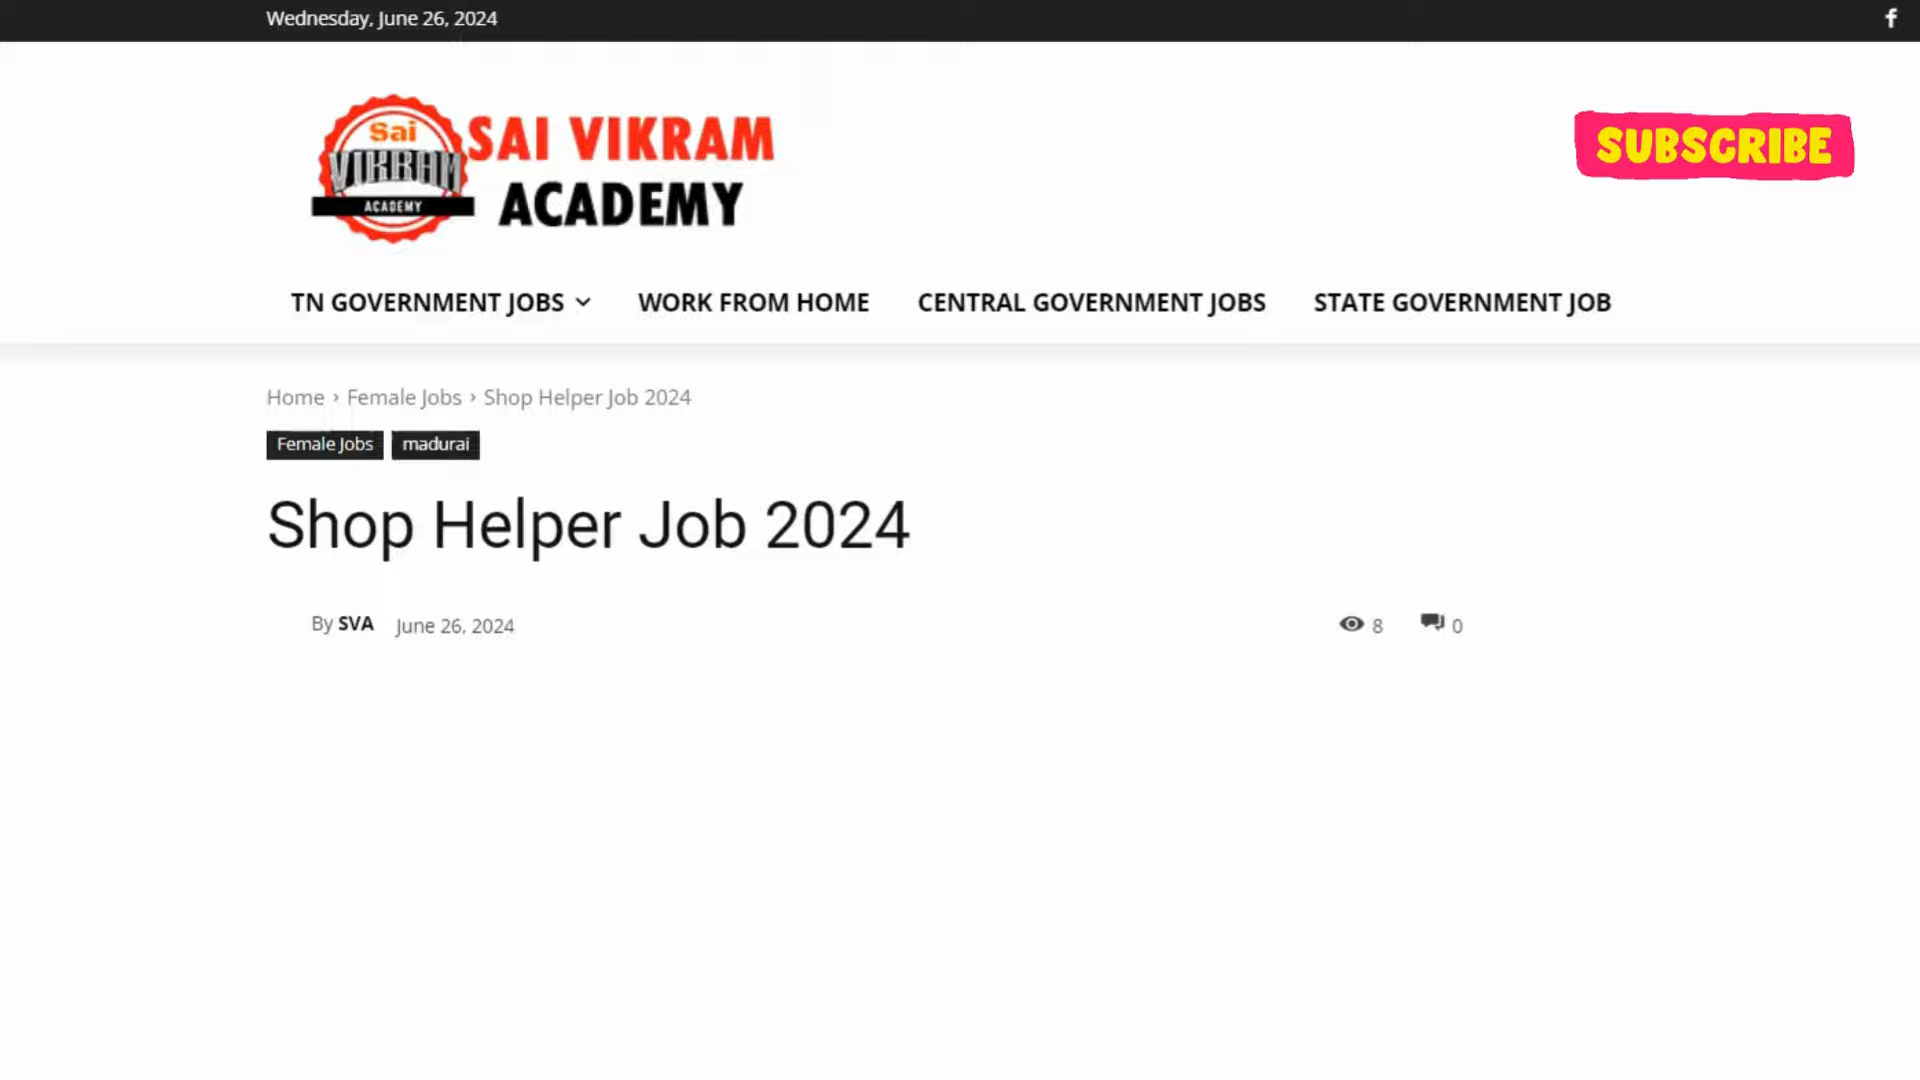 Wednesday, June 26, 2024
Sai
VIKRAM
ACADEMY
SAI VIKRAM
ACADEMY
SUBSCRIBE
TN GOVERNMENT JOBS
WORK FROM HOME
CENTRAL GOVERNMENT JOBS
STATE GOVERNMENT JOB
Home › Female Jobs › Shop Helper Job 2024
Female Jobs
madurai
Shop Helper Job 2024
By SVA June 26, 2024
8
0